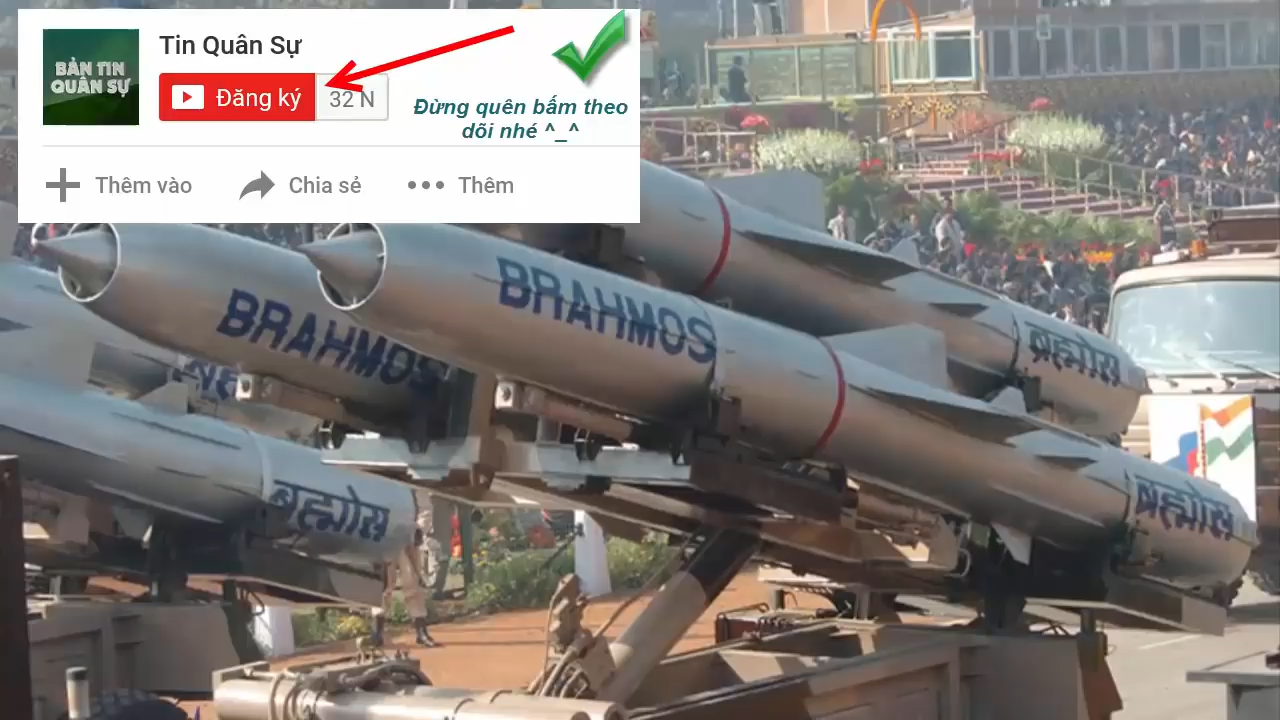 Tin Quân Sự
BẢN TIN
QUÂN SỰ
Đăng ký
32 N
Đừng quên bấm theo
dõi nhé ^_^
Thêm vào
Chia sẻ
Thêm
BRAHMOS
BRAHMOS
ब्रह्मोस
ब्रह्मोस
ब्रह्मोस